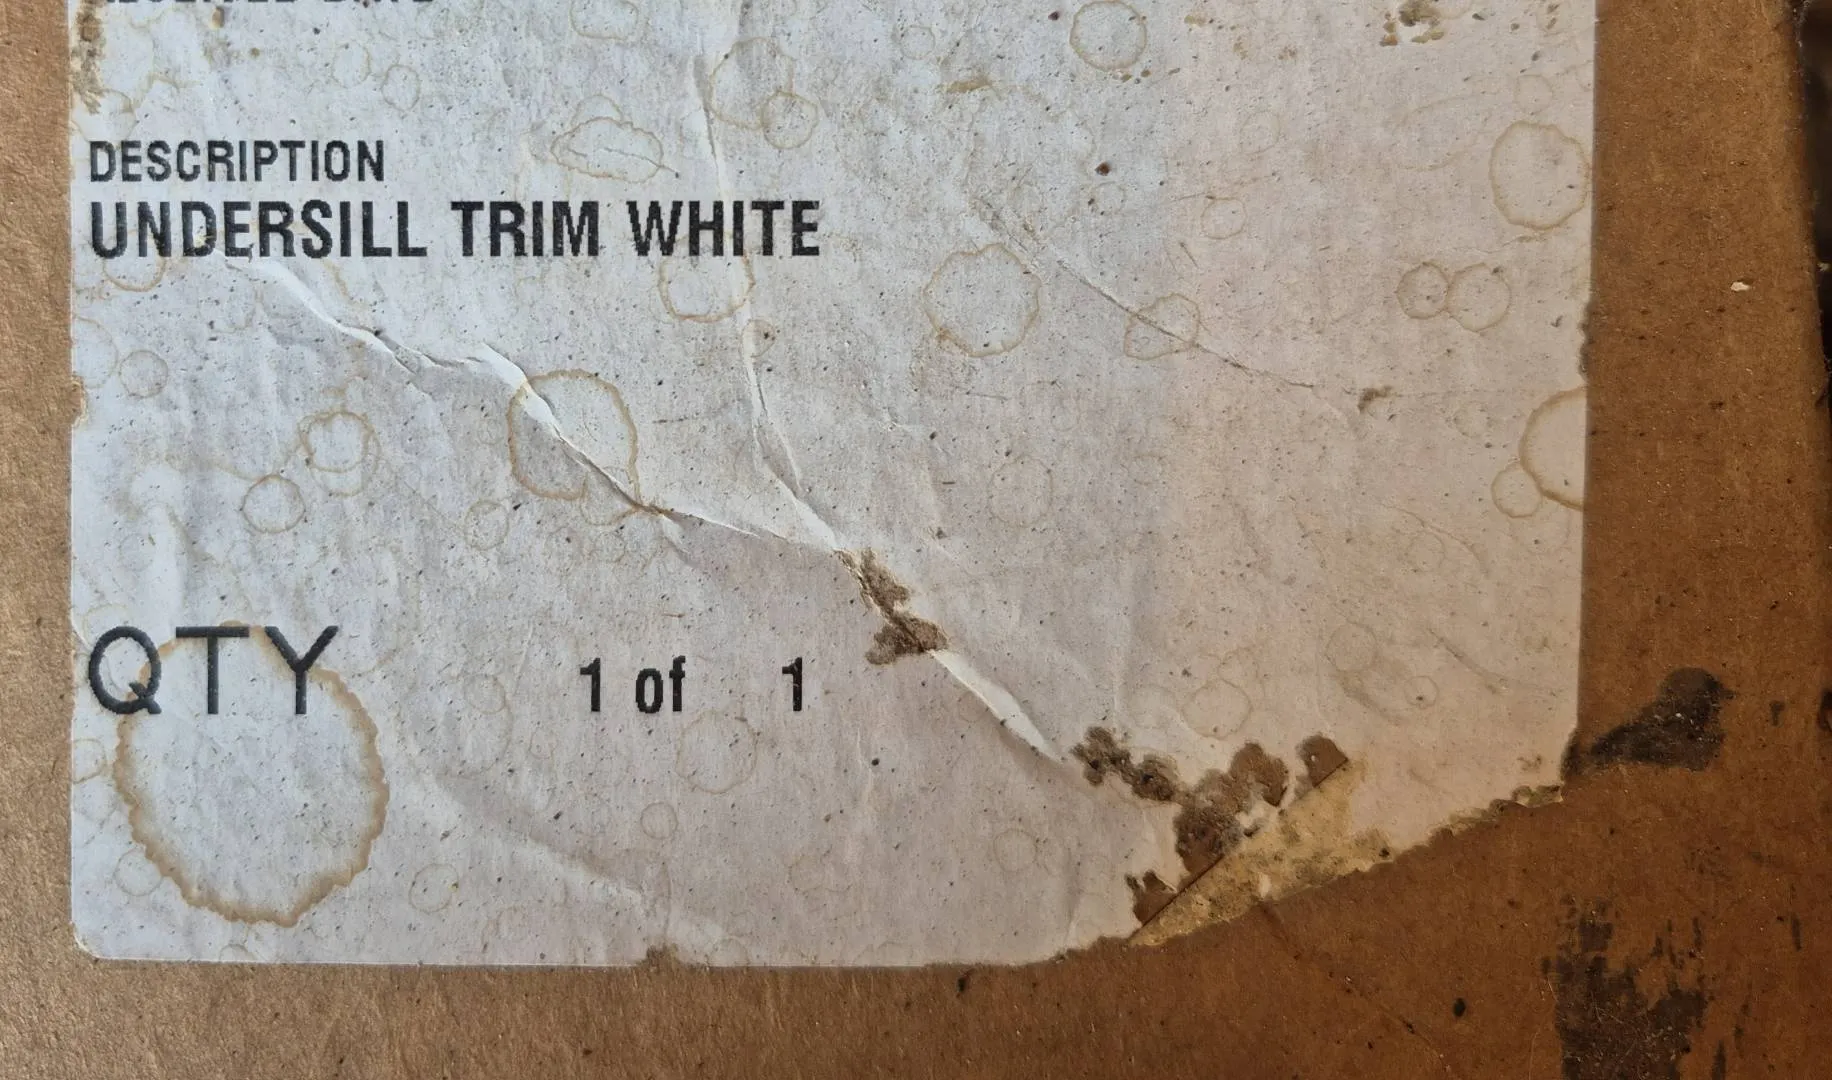 DESCRIPTION
UNDERSILL TRIM WHITE
QTY 1 of 1